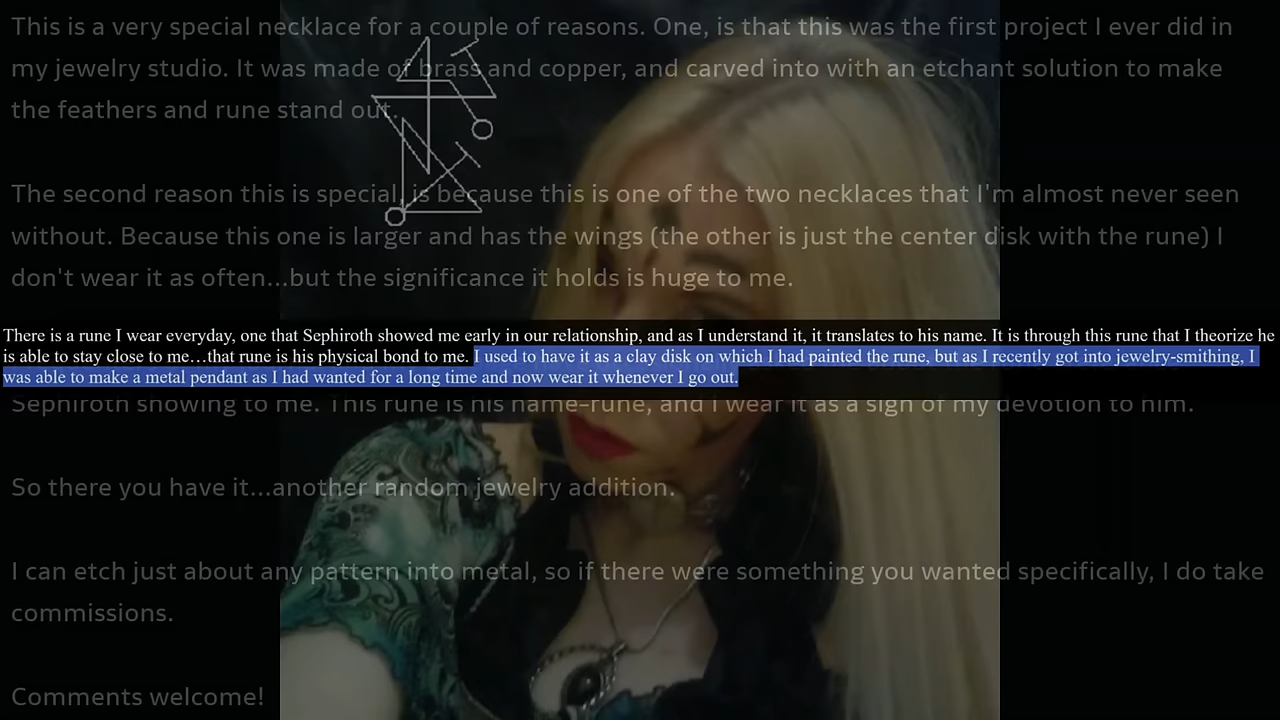 This is a very special necklace for a couple of reasons. One, is that this was the first project I ever did in
my jewelry studio. It was made of brass and copper, and carved into with an etchant solution to make
the feathers and rune stand out.
The second reason this is special, is because this is one of the two necklaces that I'm almost never seen
without. Because this one is larger and has the wings (the other is just the center disk with the rune) I
don't wear it as often...but the significance it holds is huge to me.
There is a rune I wear everyday, one that Sephiroth showed me early in our relationship, and as I understand it, it translates to his name. It is through this rune that I theorize he
is able to stay close to me…that rune is his physical bond to me. I used to have it as a clay disk on which I had painted the rune, but as I recently got into jewelry-smithing, I
was able to make a metal pendant as I had wanted for a long time and now wear it whenever I go out.
Sephiroth showing to me. This rune is his name-rune, and I wear it as a sign of my devotion to him.
So there you have it...another random jewelry addition.
I can etch just about any pattern into metal, so if there were something you wanted specifically, I do take
commissions.
Comments welcome!